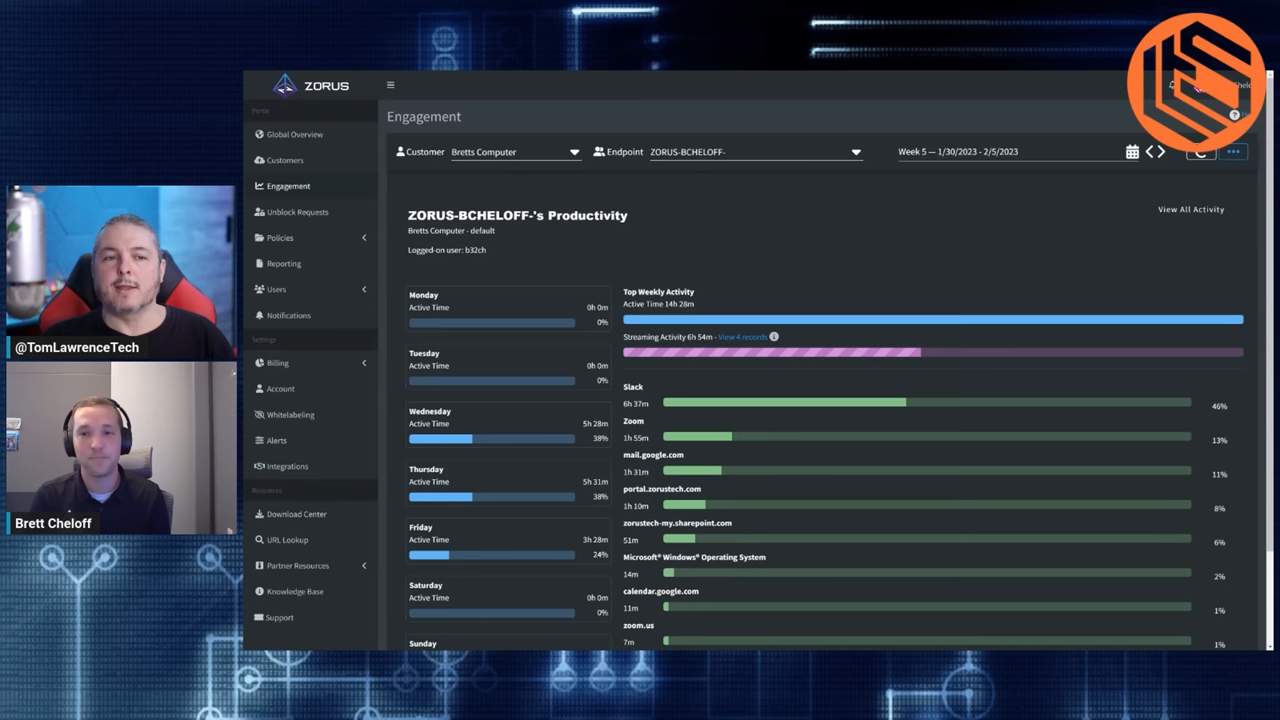 @TomLawrenceTech
Brett Cheloff
ZORUS
Portal
Global Overview
Customers
Engagement
Unblock Requests
Policies
Reporting
Users
Notifications
Settings
Billing
Account
Whitelabeling
Alerts
Integrations
Resources
Download Center
URL Lookup
Partner Resources
Knowledge Base
Support
Engagement
Customer Bretts Computer Endpoint ZORUS-BCHELOFF- Week 5 — 1/30/2023 - 2/5/2023
ZORUS-BCHELOFF-'s Productivity
View All Activity
Bretts Computer - default
Logged-on user: b32ch
Monday
Active Time 0h 0m
0%
Tuesday
Active Time 0h 0m
0%
Wednesday 5h 28m
Active Time
38%
Thursday 5h 31m
Active Time
38%
Friday 3h 28m
Active Time
24%
Saturday
Active Time 0h 0m
0%
Sunday
Top Weekly Activity
Active Time 14h 28m
Streaming Activity 6h 54m - View 4 records
Slack
6h 37m 46%
Zoom
1h 55m 13%
mail.google.com
1h 31m 11%
portal.zorustech.com
1h 10m 8%
zorustech-my.sharepoint.com
51m 6%
Microsoft® Windows® Operating System
14m 2%
calendar.google.com
11m 1%
zoom.us
7m 1%